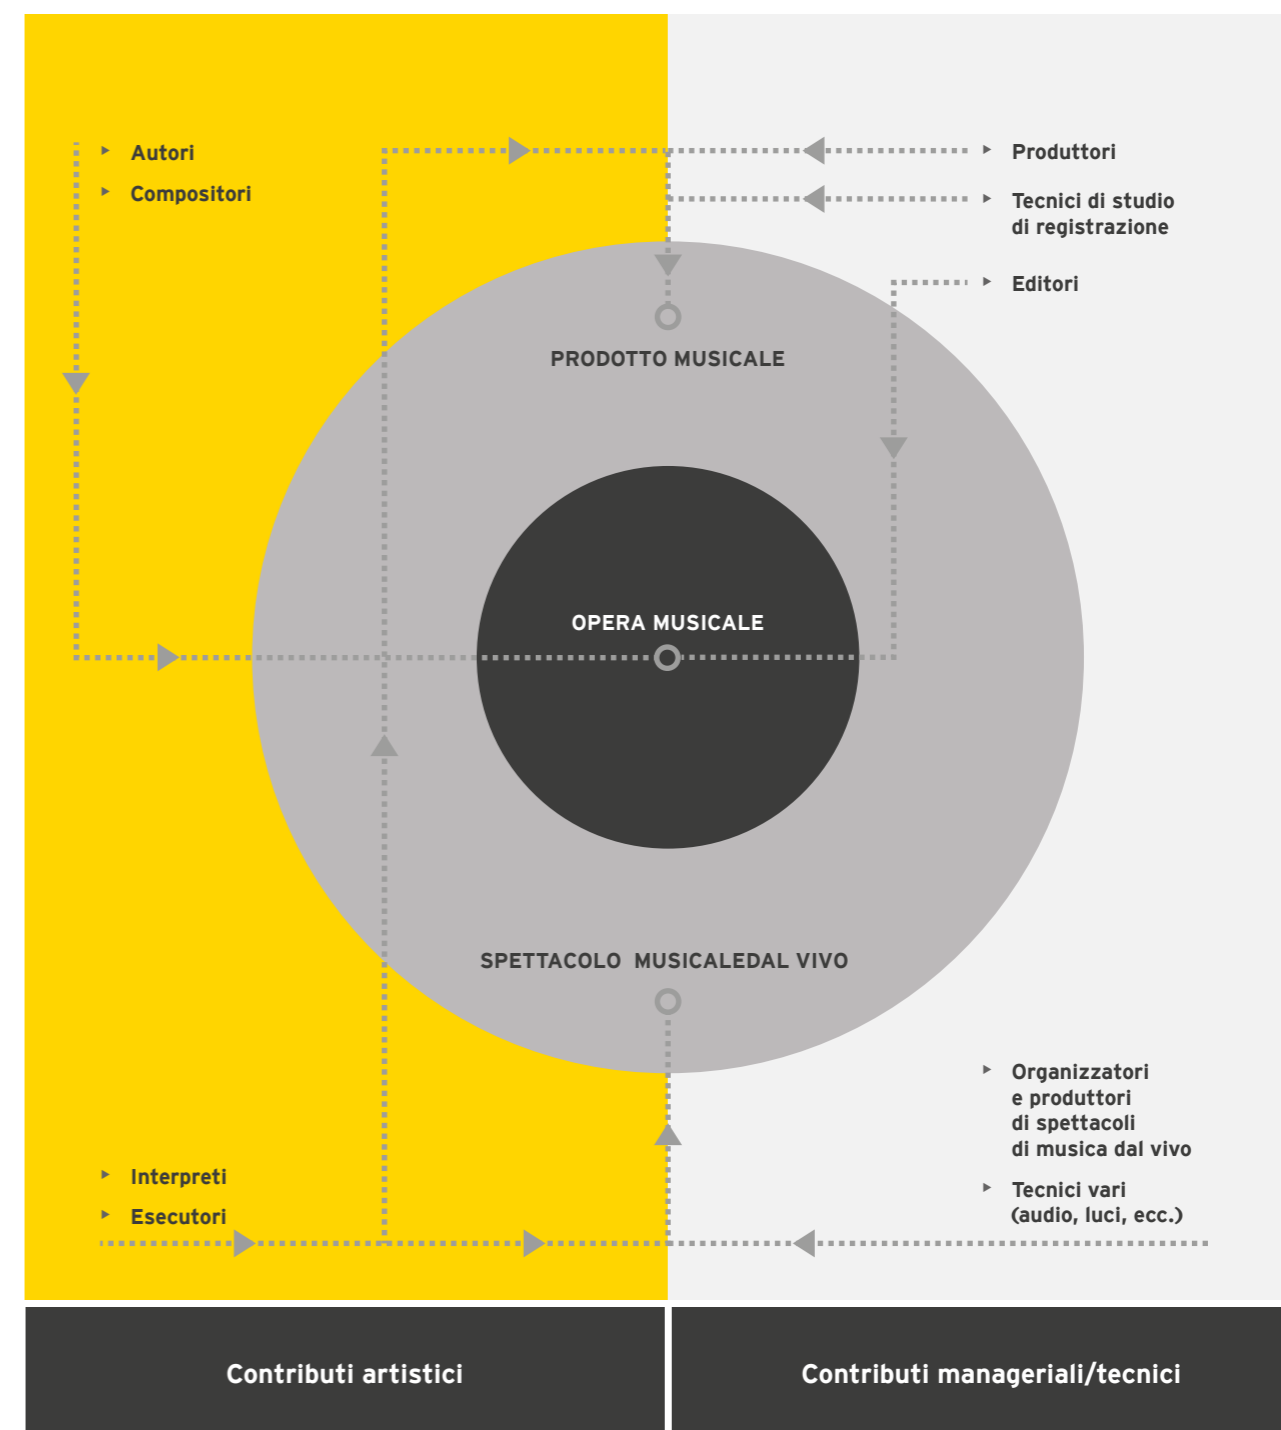 Autori
Compositori
Produttori
Tecnici di studio
di registrazione
Editori
PRODOTTO MUSICALE
OPERA MUSICALE
SPETTACOLO  MUSICALEDAL VIVO
Interpreti
Esecutori
Organizzatori
e produttori
di spettacoli
di musica dal vivo
Tecnici vari
(audio, luci, ecc.)
Contributi artistici
Contributi manageriali/tecnici